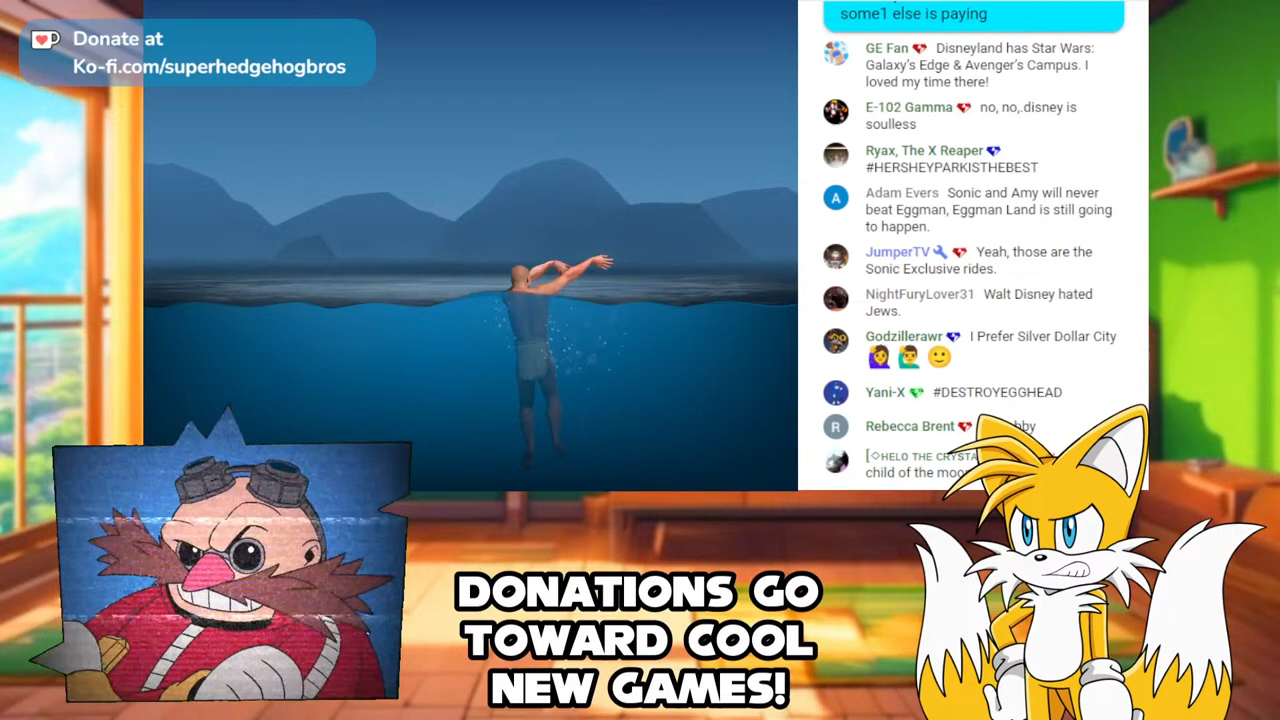 Donate at
Ko-fi.com/superhedgehogbros
some1 else is paying
GE Fan Disneyland has Star Wars:
Galaxy's Edge & Avenger's Campus. I
loved my time there!
E-102 Gamma no, no,.disney is
soulless
Ryax, The X Reaper
#HERSHEYPARKISTHEBEST
Adam Evers Sonic and Amy will never
beat Eggman, Eggman Land is still going
to happen.
JumperTV Yeah, those are the
Sonic Exclusive rides.
NightFuryLover31 Walt Disney hated
Jews.
Godzillerawr I Prefer Silver Dollar City
Yani-X #DESTROYEGGHEAD
R
Rebecca Brent
[◇HELO THE
child of the
A
DONATIONS GO
TOWARD COOL
NEW GAMES!